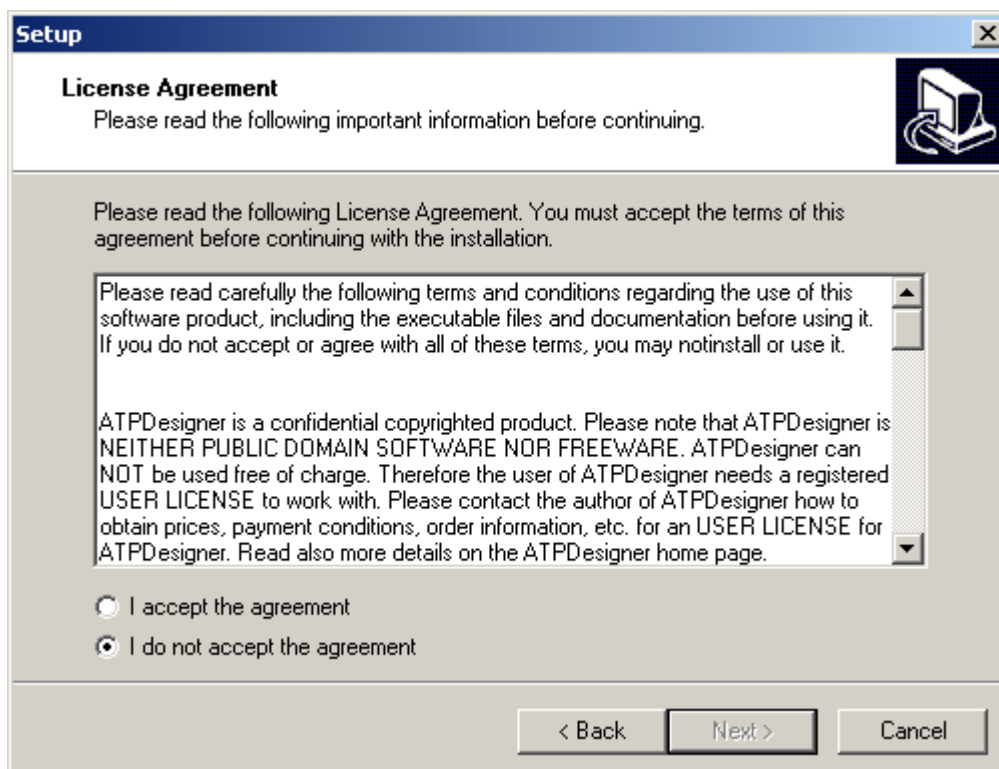 Setup
License Agreement
Please read the following important information before continuing.
Please read the following License Agreement. You must accept the terms of this
agreement before continuing with the installation.
Please read carefully the following terms and conditions regarding the use of this
software product, including the executable files and documentation before using it.
If you do not accept or agree with all of these terms, you may notinstall or use it.
ATPDesigner is a confidential copyrighted product. Please note that ATPDesigner is
NEITHER PUBLIC DOMAIN SOFTWARE NOR FREEWARE. ATPDesigner can
NOT be used free of charge. Therefore the user of ATPDesigner needs a registered
USER LICENSE to work with. Please contact the author of ATPDesigner how to
obtain prices, payment conditions, order information, etc. for an USER LICENSE for
ATPDesigner. Read also more details on the ATPDesigner home page.
I accept the agreement
I do not accept the agreement
< Back
Next >
Cancel